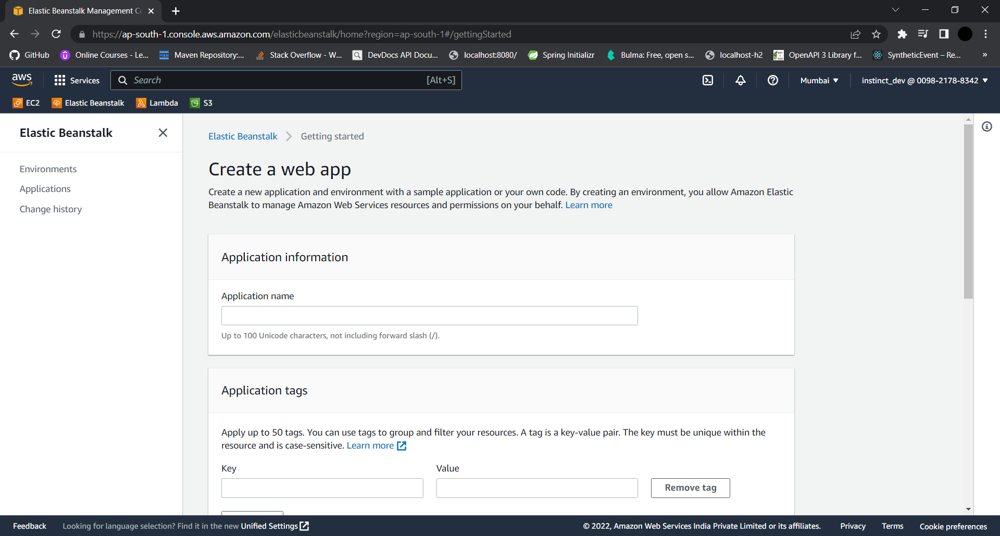 Elastic Beanstalk Management Co
https://ap-south-1.console.aws.amazon.com/elasticbeanstalk/home?region=ap-south-1#/gettingStarted
GitHub
Online Courses - Le...
Maven Repository:...
Stack Overflow - W...
DevDocs API Docu...
localhost:8080/
Spring Initializr
Bulma: Free, open s...
localhost-h2
OpenAPI 3 Library f...
SyntheticEvent – Re...
»
aws
Services
Search
[Alt+S]
Mumbai
instinct_dev @ 0098-2178-8342
EC2
Elastic Beanstalk
Lambda
S3
Elastic Beanstalk
Environments
Applications
Change history
Elastic Beanstalk
Getting started
Create a web app
Create a new application and environment with a sample application or your own code. By creating an environment, you allow Amazon Elastic
Beanstalk to manage Amazon Web Services resources and permissions on your behalf. Learn more
Application information
Application name
Up to 100 Unicode characters, not including forward slash (/).
Application tags
Apply up to 50 tags. You can use tags to group and filter your resources. A tag is a key-value pair. The key must be unique within the
resource and is case-sensitive. Learn more
Key
Value
Remove tag
Feedback
Looking for language selection? Find it in the new Unified Settings
© 2022, Amazon Web Services India Private Limited or its affiliates.
Privacy
Terms
Cookie preferences